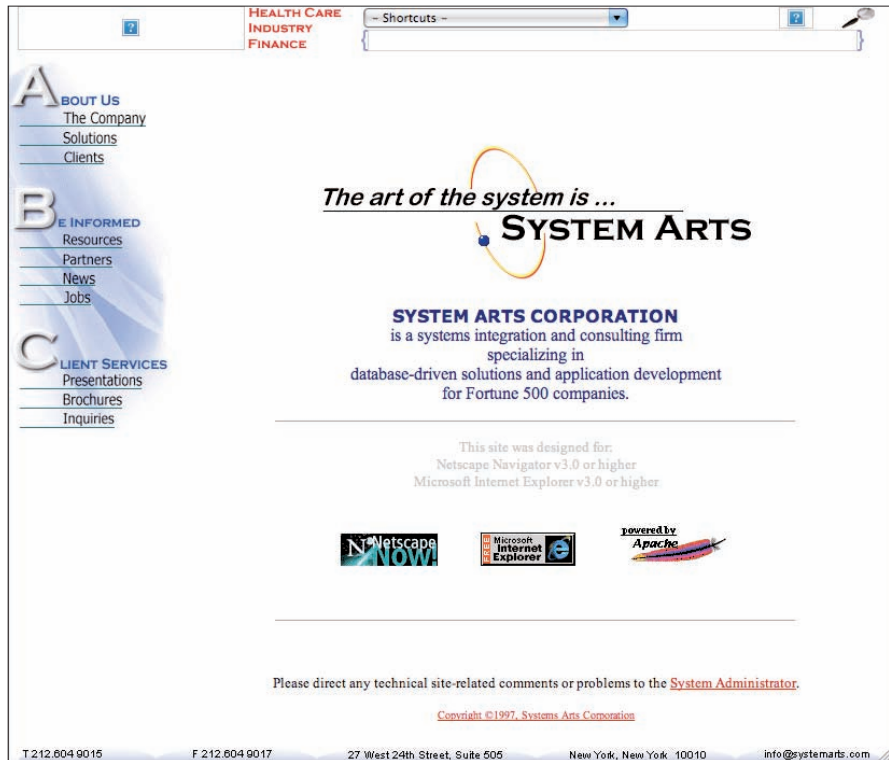 HEALTH CARE
INDUSTRY
FINANCE
- Shortcuts -
ABOUT US
The Company
Solutions
Clients
BE INFORMED
Resources
Partners
News
Jobs
CLIENT SERVICES
Presentations
Brochures
Inquiries
The art of the system is ...
SYSTEM ARTS
SYSTEM ARTS CORPORATION
is a systems integration and consulting firm
specializing in
database-driven solutions and application development
for Fortune 500 companies.
This site was designed for:
Netscape Navigator v3.0 or higher
Microsoft Internet Explorer v3.0 or higher
N Netscape
NOW!
FREE
Microsoft
Internet
Explorer
powered by
Apache
Please direct any technical site-related comments or problems to the System Administrator.
Copyright ©1997, Systems Arts Corporation
T 212.604 9015 F 212.604 9017 27 West 24th Street, Suite 505 New York, New York 10010 info@systemarts.com